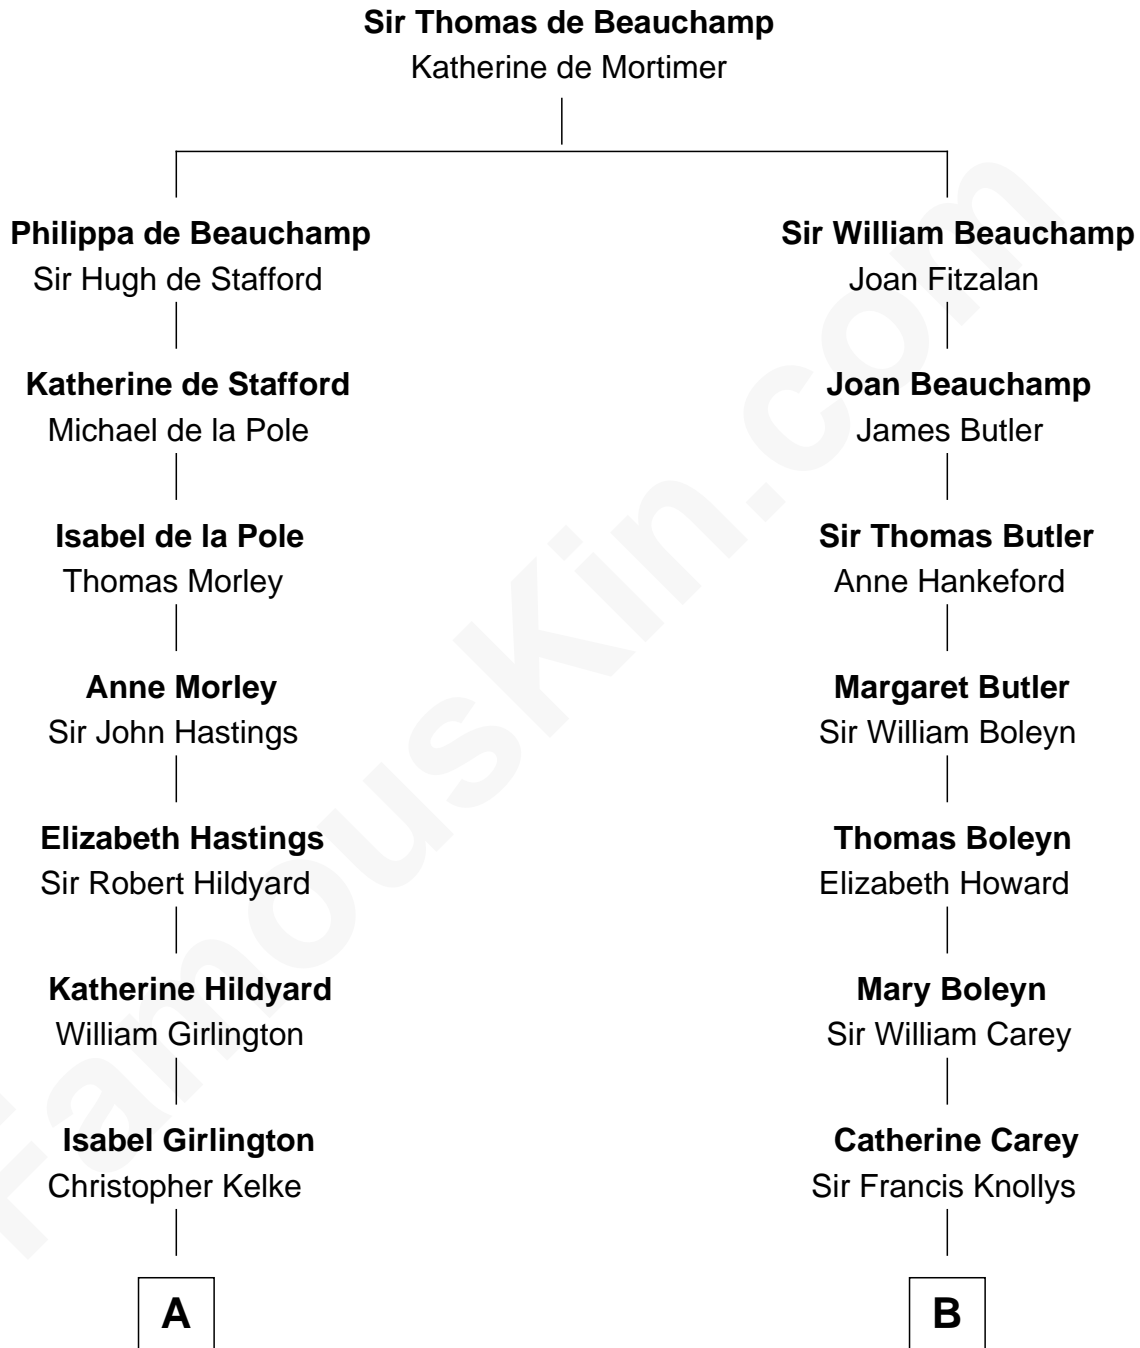 Sir Thomas de Beauchamp
Katherine de Mortimer
Philippa de Beauchamp
Sir Hugh de Stafford
Sir William Beauchamp
Joan Fitzalan
Katherine de Stafford
Michael de la Pole
Joan Beauchamp
James Butler
Isabel de la Pole
Thomas Morley
Sir Thomas Butler
Anne Hankeford
Anne Morley
Sir John Hastings
Margaret Butler
Sir William Boleyn
Elizabeth Hastings
Sir Robert Hildyard
Thomas Boleyn
Elizabeth Howard
Katherine Hildyard
William Girlington
Mary Boleyn
Sir William Carey
Isabel Girlington
Christopher Kelke
Catherine Carey
Sir Francis Knollys
A
B
FamousKin.com